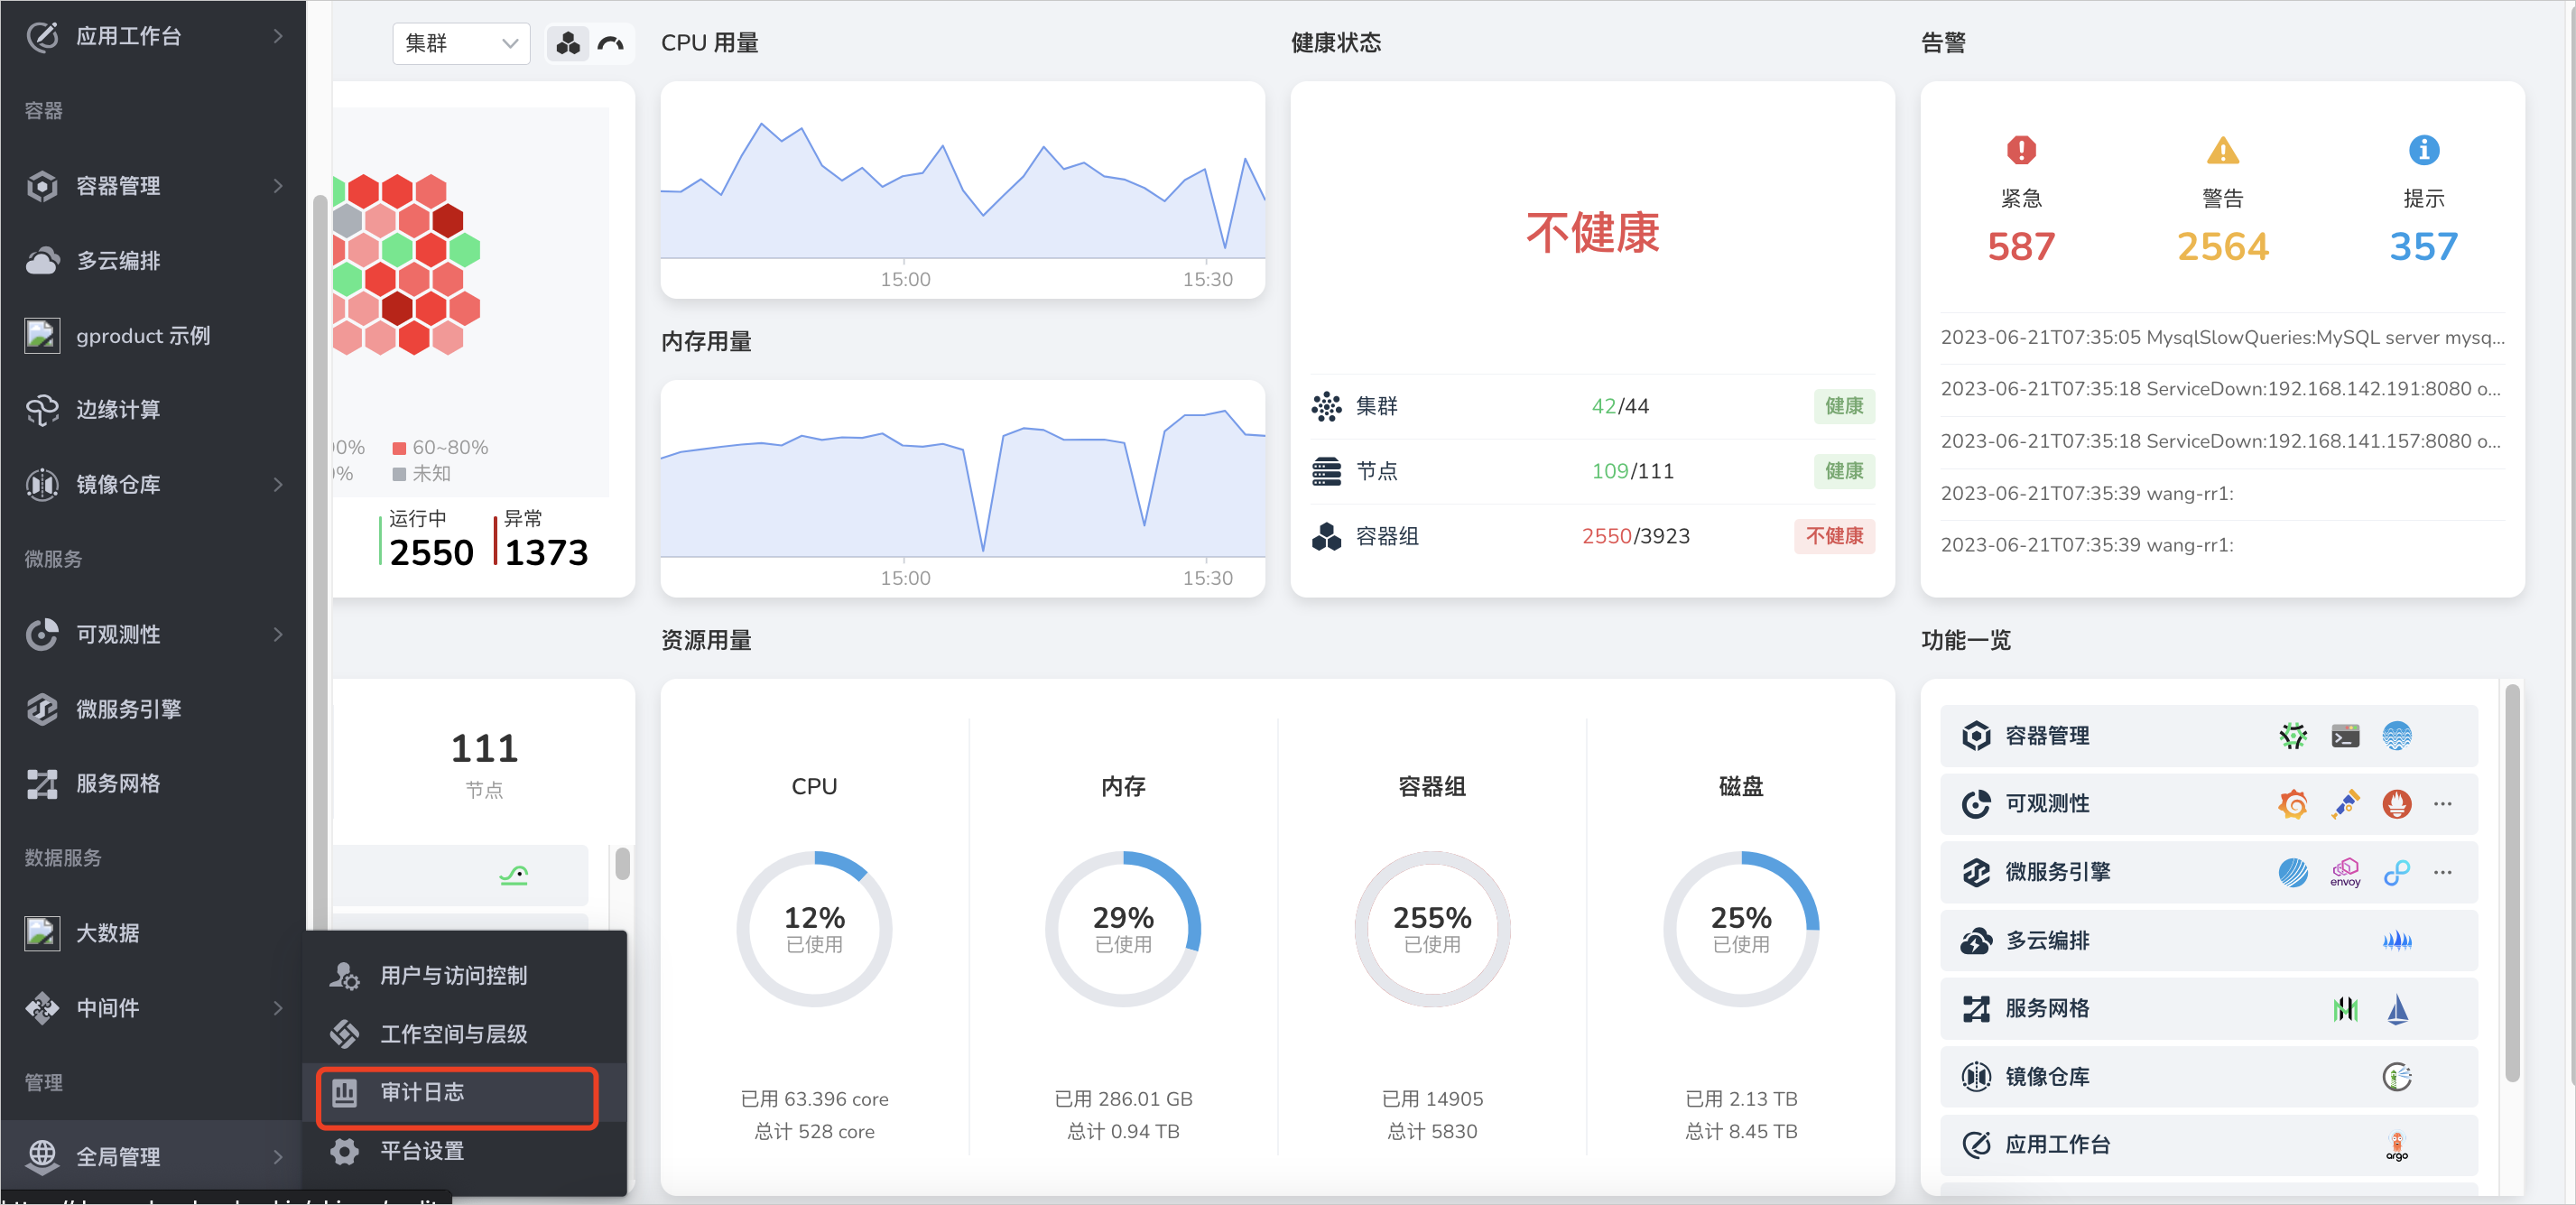 应用工作台
容器
容器管理
多云编排
gproduct 示例
边缘计算
镜像仓库
微服务
可观测性
微服务引擎
服务网格
数据服务
大数据
中间件
管理
全局管理
用户与访问控制
工作空间与层级
审计日志
平台设置
集群
60~80%
未知
运行中
2550
异常
1373
111
节点
CPU 用量
15:00
15:30
内存用量
15:00
15:30
健康状态
不健康
集群
42/44
健康
节点
109/111
健康
容器组
2550/3923
不健康
告警
紧急
587
警告
2564
提示
357
2023-06-21T07:35:05 MysqlSlowQueries:MySQL server mysq...
2023-06-21T07:35:18 ServiceDown:192.168.142.191:8080 o...
2023-06-21T07:35:18 ServiceDown:192.168.141.157:8080 o...
2023-06-21T07:35:39 wang-rr1:
2023-06-21T07:35:39 wang-rr1:
资源用量
CPU
12%
已使用
已用 63.396 core
总计 528 core
内存
29%
已使用
已用 286.01 GB
总计 0.94 TB
容器组
255%
已使用
已用 14905
总计 5830
磁盘
25%
已使用
已用 2.13 TB
总计 8.45 TB
功能一览
容器管理
可观测性
微服务引擎
envoy
多云编排
服务网格
镜像仓库
应用工作台
argo